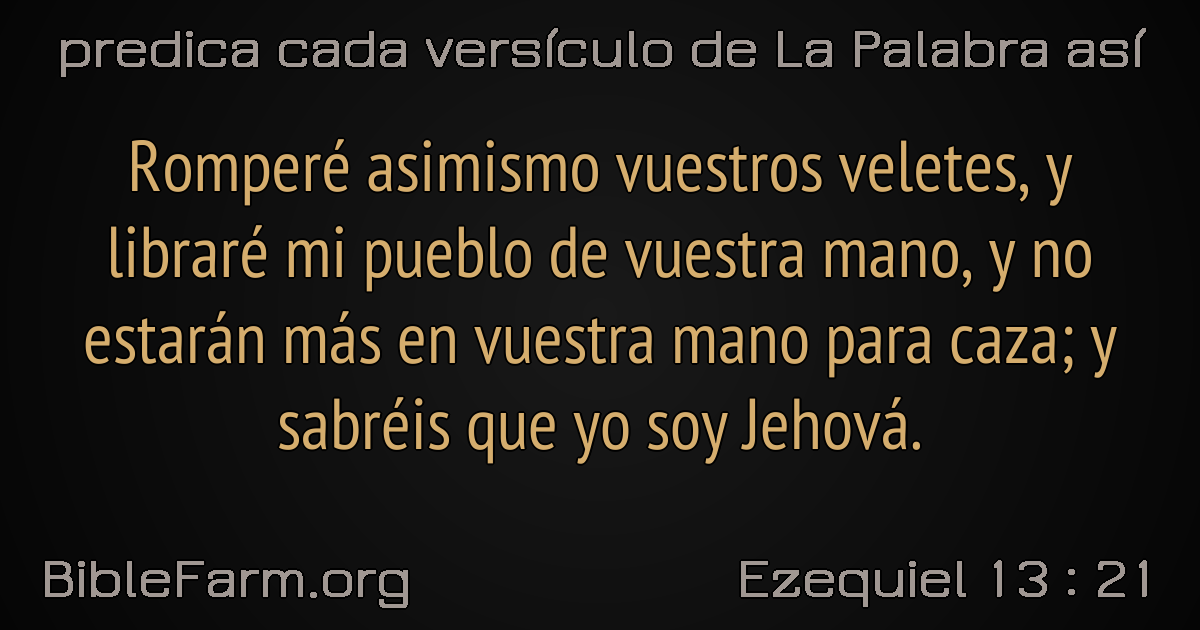 predica cada versículo de La Palabra así
Romperé asimismo vuestros veletes, y
libraré mi pueblo de vuestra mano, y no
estarán más en vuestra mano para caza; y
sabréis que yo soy Jehová.
BibleFarm.org
Ezequiel 13 : 21